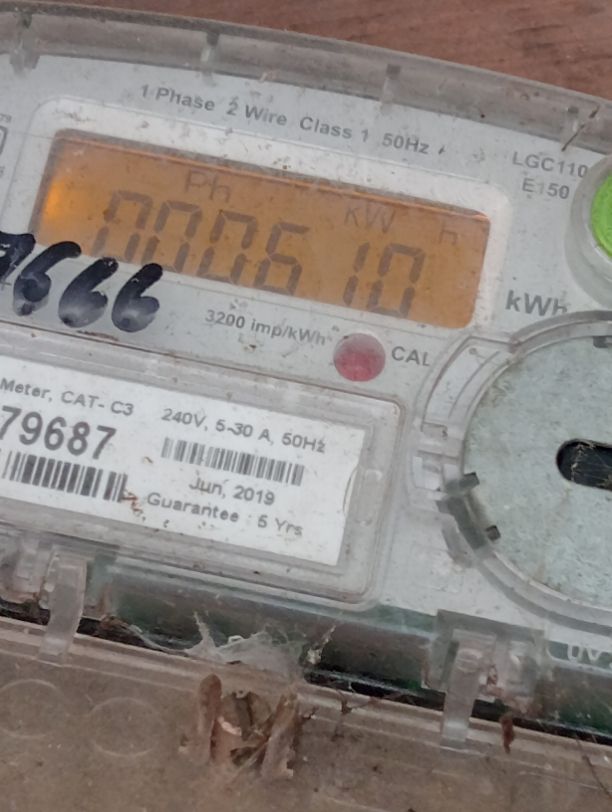 1 Phase 2 Wire Class 1 50Hz
LGC110
E150
Ph kW h
000610
kWh
666
3200 imp/kWh
CAL
Meter, CAT- C3 240V, 5-30 A, 50Hz
79687
Jun, 2019
Guarantee : 5 Yrs